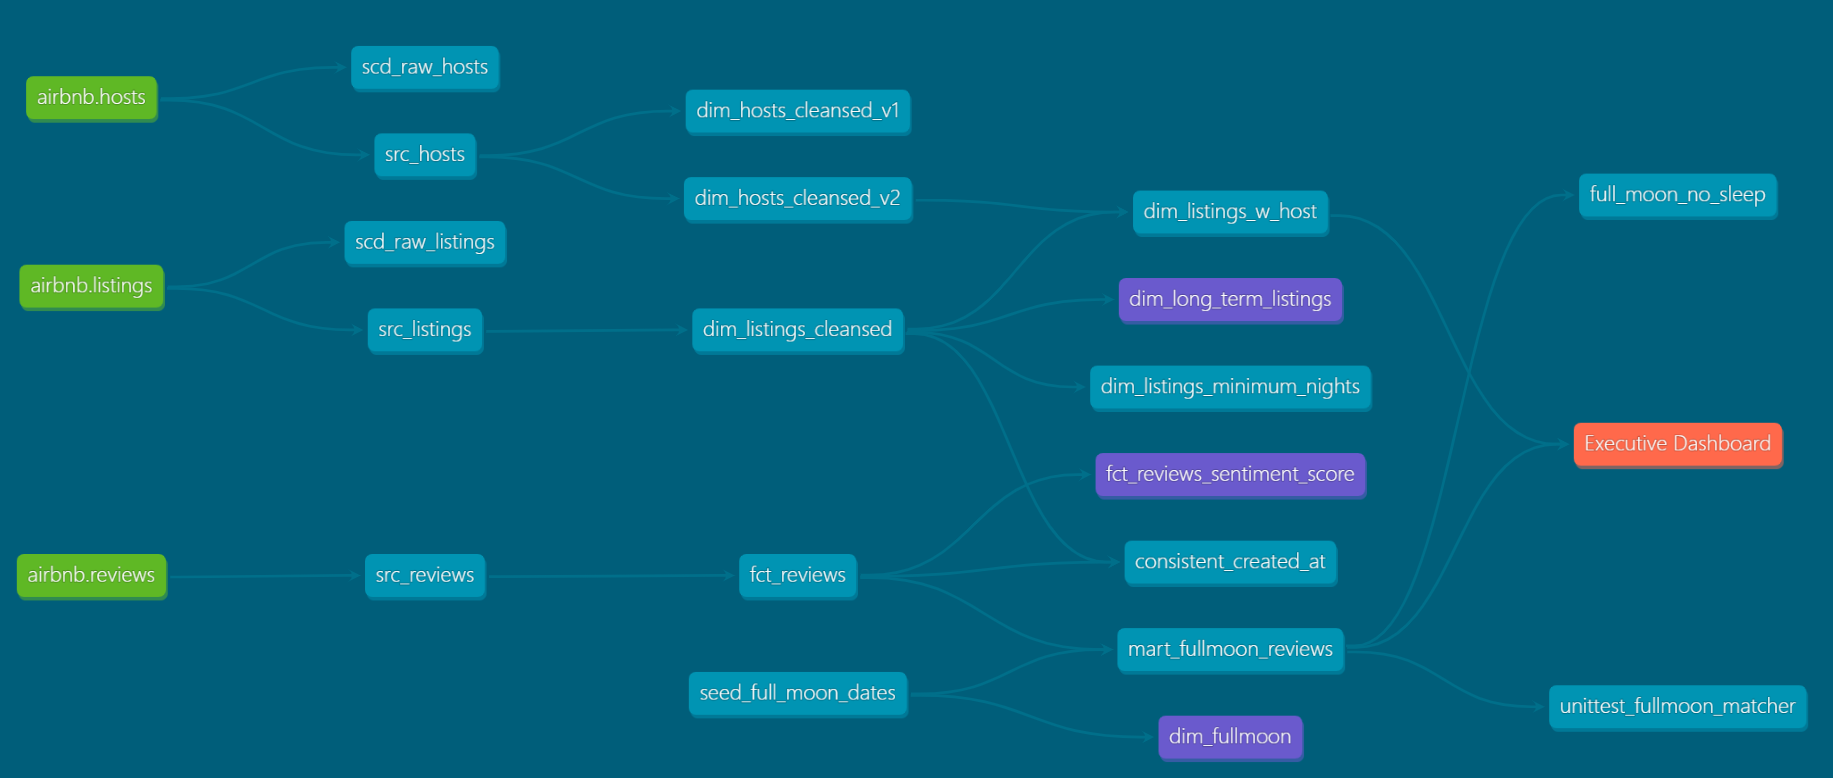 airbnb.hosts
scd_raw_hosts
src_hosts
dim_hosts_cleansed_v1
dim_hosts_cleansed_v2
airbnb.listings
scd_raw_listings
src_listings
dim_listings_cleansed
dim_listings_w_host
dim_long_term_listings
dim_listings_minimum_nights
full_moon_no_sleep
Executive Dashboard
airbnb.reviews
src_reviews
fct_reviews
fct_reviews_sentiment_score
consistent_created_at
mart_fullmoon_reviews
seed_full_moon_dates
dim_fullmoon
unittest_fullmoon_matcher